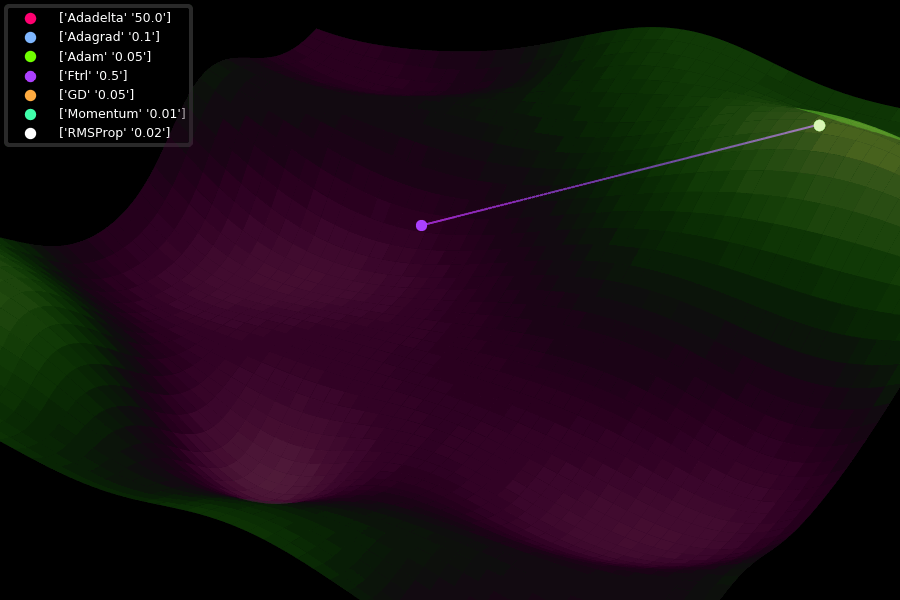 ['Adadelta' '50.0']
['Adagrad' '0.1']
['Adam' '0.05']
['Ftrl' '0.5']
['GD' '0.05']
['Momentum' '0.01']
['RMSProp' '0.02']